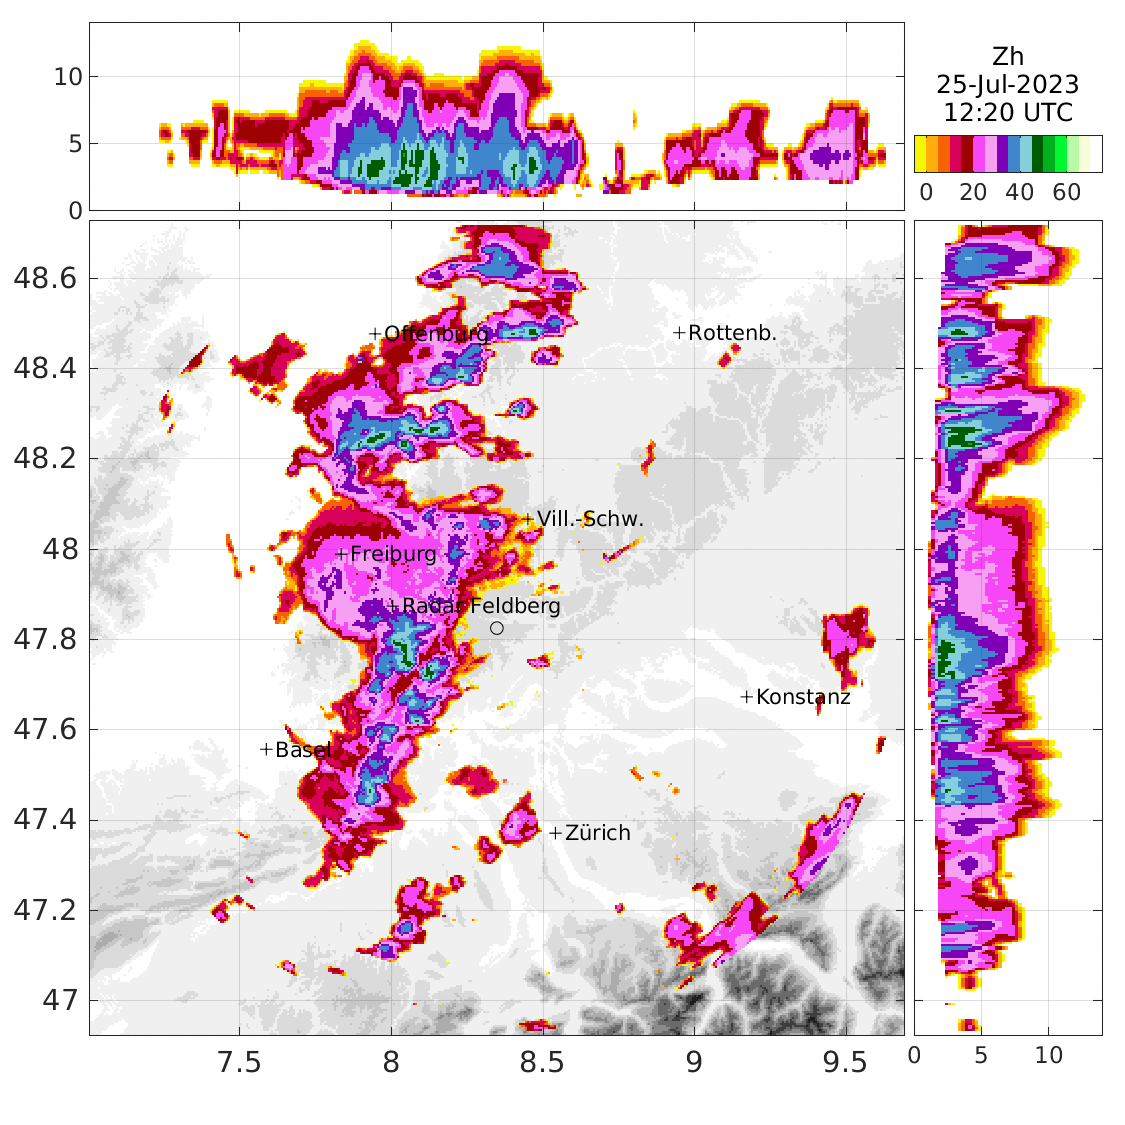 10
5
0
Zh
25-Jul-2023
12:20 UTC
0 20 40 60
48.6
48.4
48.2
48
47.8
47.6
47.4
47.2
47
+Offenburg
+Rottenb.
+Vill.-Schw.
+Freiburg
+Radar Feldberg
+Konstanz
+Basel
+Zürich
7.5 8 8.5 9 9.5
0 5 10